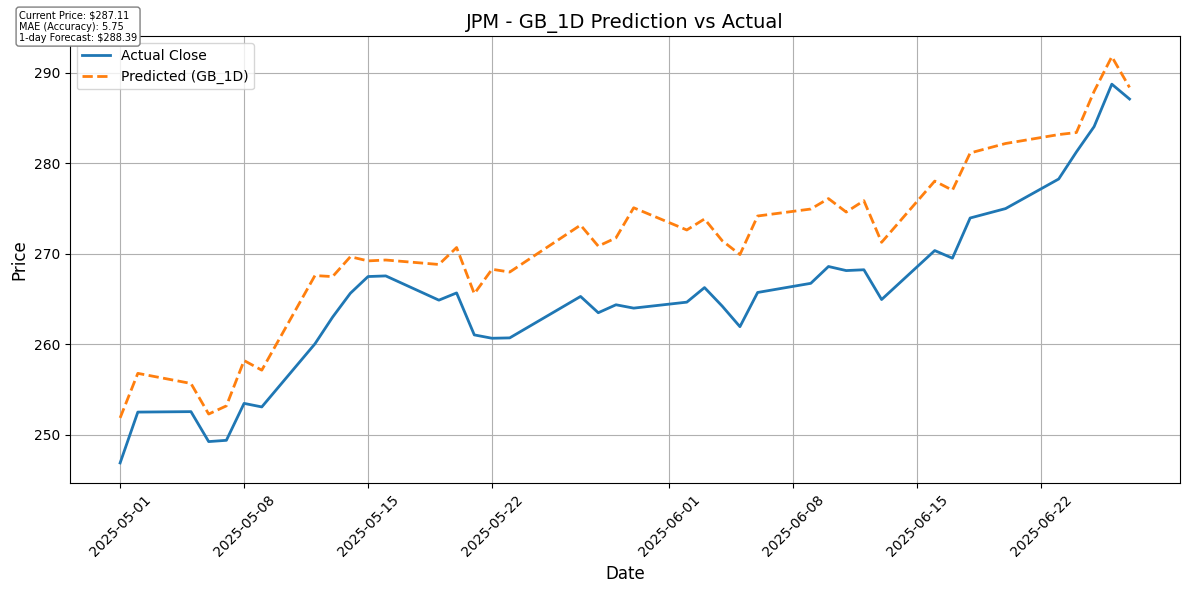 JPM - GB_1D Prediction vs Actual
Current Price: $287.11
MAE (Accuracy): 5.75
1-day Forecast: $288.39
Actual Close
Predicted (GB_1D)
Price
290
280
270
260
250
2025-05-01
2025-05-08
2025-05-15
2025-05-22
2025-06-01
2025-06-08
2025-06-15
2025-06-22
Date